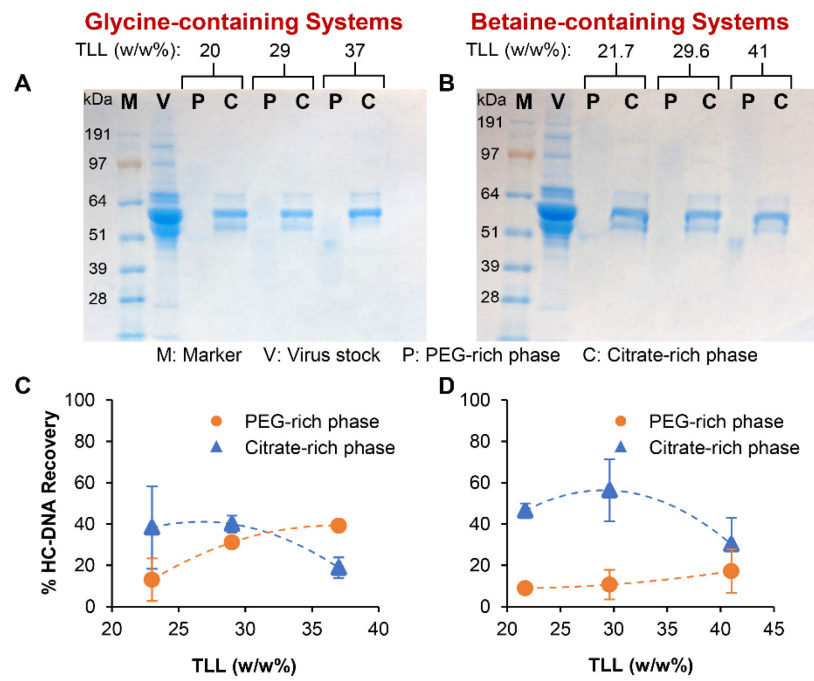 Glycine-containing Systems
TLL (w/w%): 20 29 37
A
kDa M V P C P C P C
191
97
64
51
39
28
Betaine-containing Systems
TLL (w/w%): 21.7 29.6 41
B
kDa M V P C P C P C
191
97
64
51
39
28
M: Marker V: Virus stock P: PEG-rich phase C: Citrate-rich phase
C
% HC-DNA Recovery
100
80
60
40
20
0
PEG-rich phase
Citrate-rich phase
20 25 30 35 40
TLL (w/w%)
D
100
80
60
40
20
0
PEG-rich phase
Citrate-rich phase
20 25 30 35 40 45
TLL (w/w%)